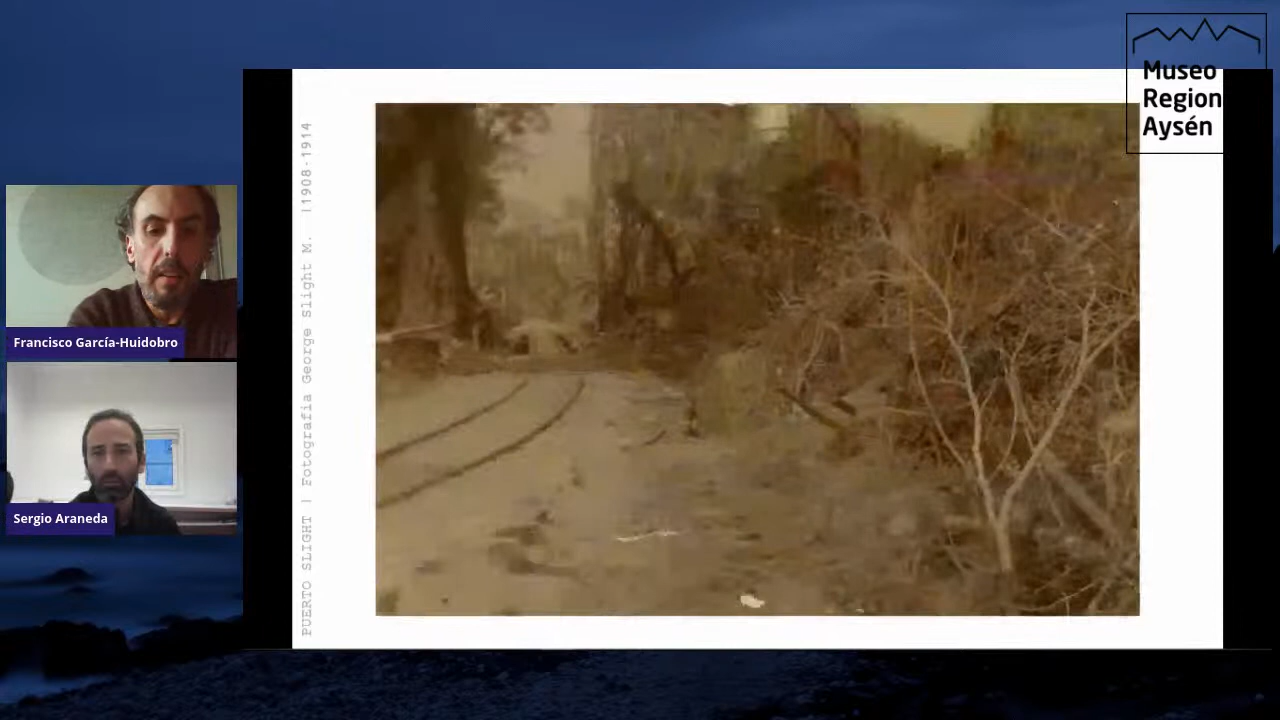 Museo
Region
Aysén
PUERTO SLIGHT | Fotografía George Slight M. |1908-1914
Francisco García-Huidobro
Sergio Araneda